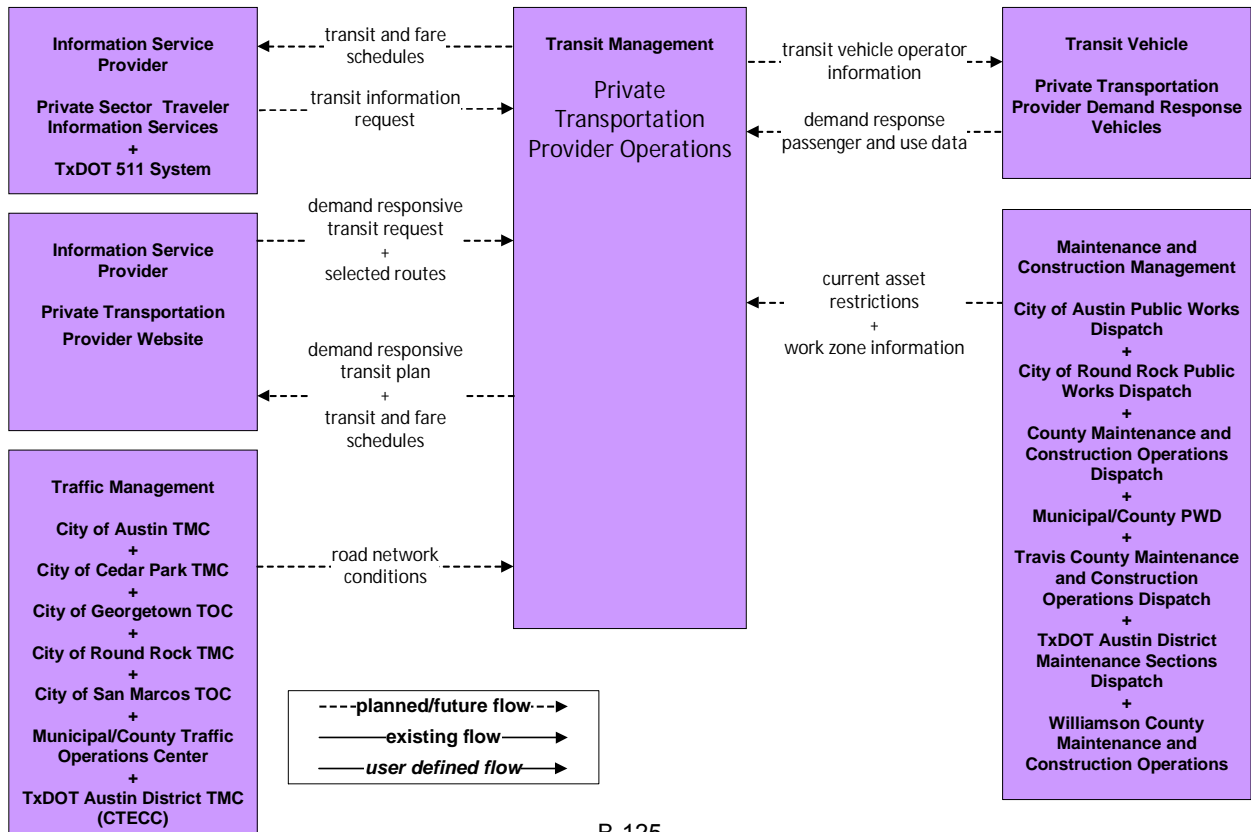 Information Service
Provider
Private Sector Traveler
Information Services
+
TxDOT 511 System
transit and fare
schedules
transit information
request
Transit Management
Private
Transportation
Provider Operations
transit vehicle operator
information
demand response
passenger and use data
Transit Vehicle
Private Transportation
Provider Demand Response
Vehicles
Information Service
Provider
Private Transportation
Provider Website
demand responsive
transit request
+
selected routes
demand responsive
transit plan
+
transit and fare
schedules
current asset
restrictions
+
work zone information
Maintenance and
Construction Management
City of Austin Public Works
Dispatch
+
City of Round Rock Public
Works Dispatch
+
County Maintenance and
Construction Operations
Dispatch
+
Municipal/County PWD
+
Travis County Maintenance
and Construction
Operations Dispatch
+
TxDOT Austin District
Maintenance Sections
Dispatch
+
Williamson County
Maintenance and
Construction Operations
Traffic Management
City of Austin TMC
+
City of Cedar Park TMC
+
City of Georgetown TOC
+
City of Round Rock TMC
+
City of San Marcos TOC
+
Municipal/County Traffic
Operations Center
+
TxDOT Austin District TMC
(CTECC)
road network
conditions
planned/future flow
existing flow
user defined flow
B-125